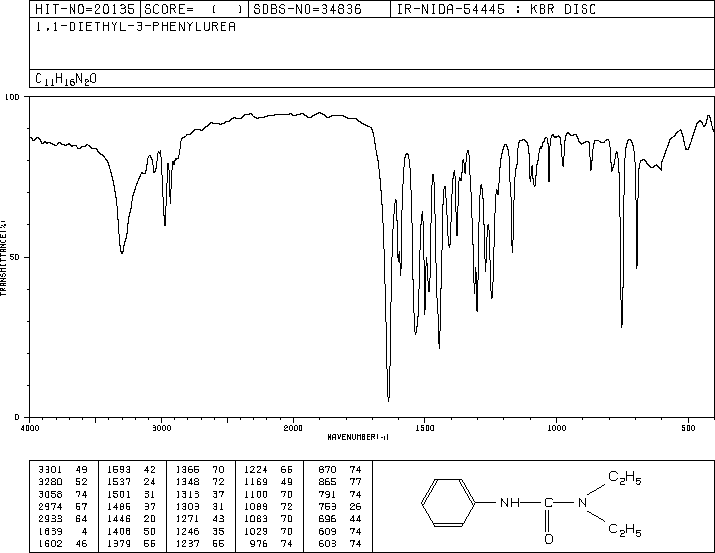 HIT-NO=20135 SCORE= ( ) SDBS-NO=34836 IR-NIDA-54445 : KBR DISC
1,1-DIETHYL-3-PHENYLUREA
C11H16N2O
100
50
0
TRANSMITTANCE(%)
4000 3000 2000 1500 1000 500
WAVENUMBER(-1)
3301 49 1593 42 1366 70 1224 66 870 74
3280 52 1537 24 1348 72 1169 49 865 77
3058 74 1501 31 1313 37 1100 70 791 74
2974 57 1486 37 1303 31 1089 72 753 26
2933 64 1446 20 1271 43 1083 70 696 44
1639 4 1408 50 1246 35 1029 70 609 74
1602 46 1379 55 1237 66 976 74 603 74
C2H5
NH C N
O
C2H5